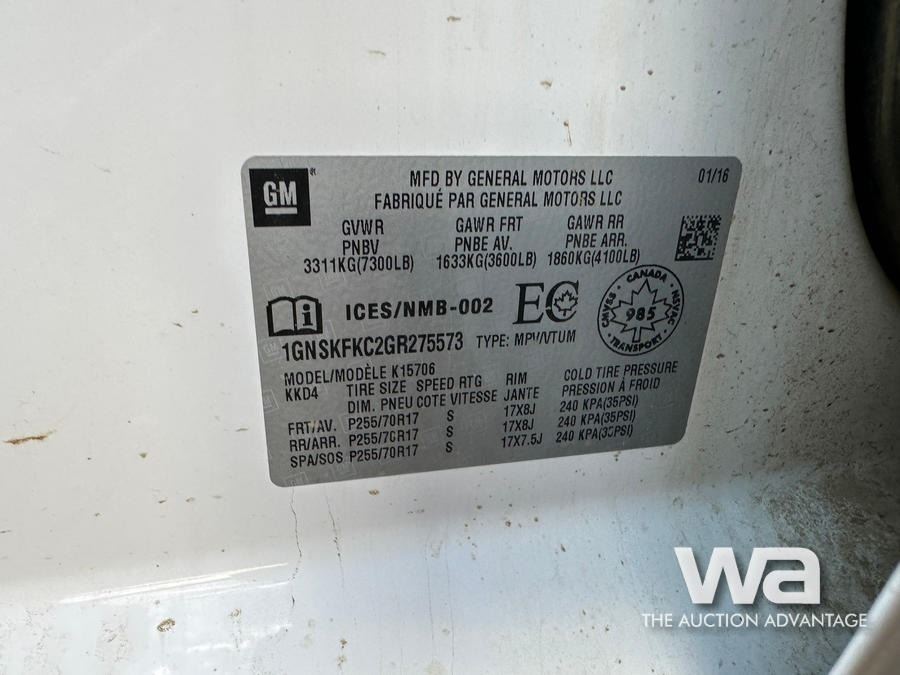 GM
MFD BY GENERAL MOTORS LLC 01/16
FABRIQUÉ PAR GENERAL MOTORS LLC
GVWR GAWR FRT GAWR RR
PNBV PNBE AV. PNBE ARR.
3311KG(7300LB) 1633KG(3600LB) 1860KG(4100LB)
ICES/NMB-002 EC
CANADA CMVSS NSVAC 985 TRANSPORT
1GNSKFKC2GR275573 TYPE: MPV/VTUM
MODEL/MODÈLE K15706
KKD4 TIRE SIZE SPEED RTG RIM COLD TIRE PRESSURE
DIM. PNEU COTE VITESSE JANTE PRESSION À FROID
FRT/AV. P255/70R17 S 17X8J 240 KPA(35PSI)
RR/ARR. P255/70R17 S 17X8J 240 KPA(35PSI)
SPA/SOS P255/70R17 S 17X7.5J 240 KPA(35PSI)
wa
THE AUCTION ADVANTAGE